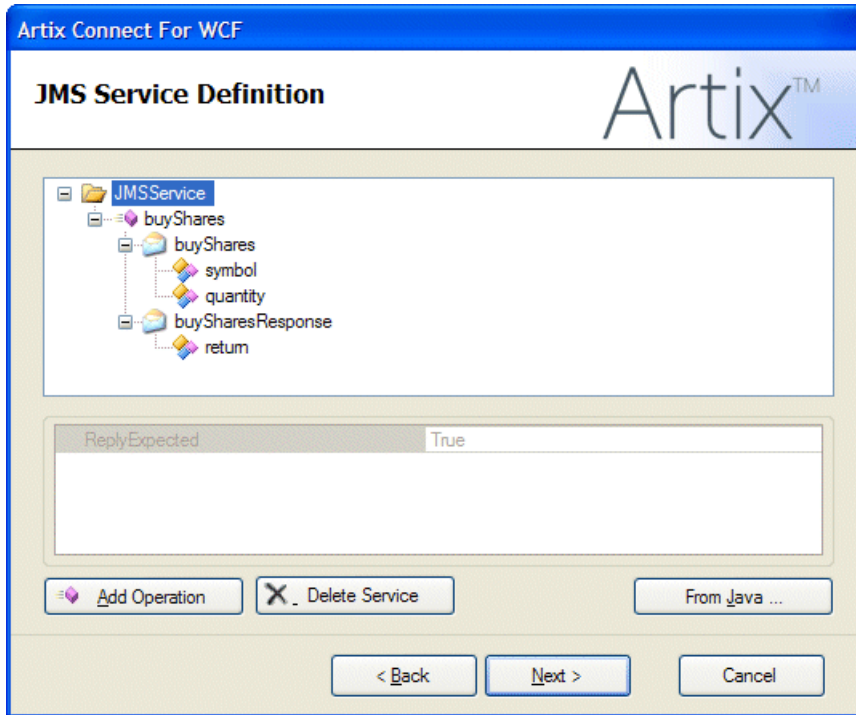 Artix Connect For WCF
JMS Service Definition
Artix™
JMSService
buyShares
buyShares
symbol
quantity
buySharesResponse
return
ReplyExpected True
Add Operation Delete Service From Java ...
< Back Next > Cancel